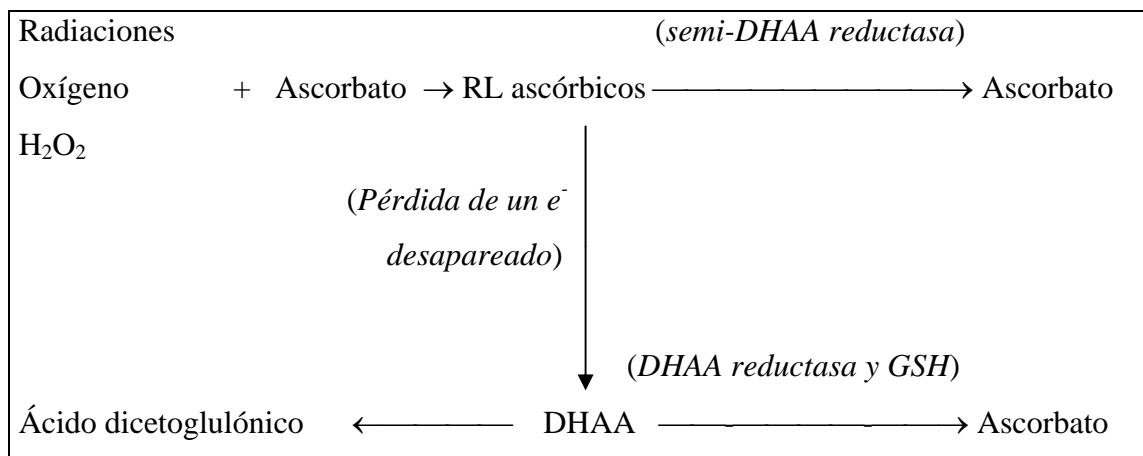 Radiaciones (semi-DHAA reductasa)
Oxígeno + Ascorbato → RL ascórbicos ⟶ Ascorbato
H₂O₂
(Pérdida de un e⁻
desapareado)
(DHAA reductasa y GSH)
Ácido dicetoglulónico ⟵ DHAA ⟶ Ascorbato